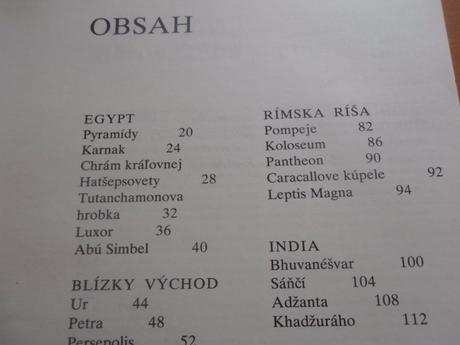 OBSAH
EGYPT
Pyramídy 20
Karnak 24
Chrám kráľovnej
Hatšepsovety 28
Tutanchamonova
hrobka 32
Luxor 36
Abú Simbel 40
BLÍZKY VÝCHOD
Ur 44
Petra 48
Persepolis 52
RÍMSKA RÍŠA
Pompeje 82
Koloseum 86
Pantheon 90
Caracallove kúpele 92
Leptis Magna 94
INDIA
Bhuvanéšvar 100
Sáňčí 104
Adžanta 108
Khadžuráho 112